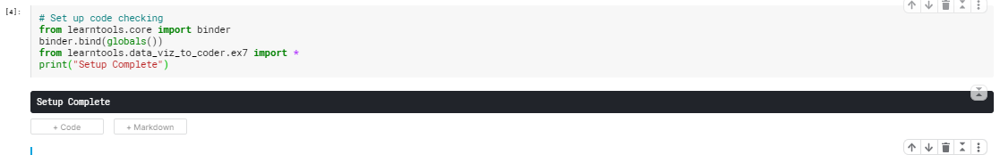 [4]:
# Set up code checking
from learntools.core import binder
binder.bind(globals())
from learntools.data_viz_to_coder.ex7 import *
print("Setup Complete")
Setup Complete
+ Code
+ Markdown